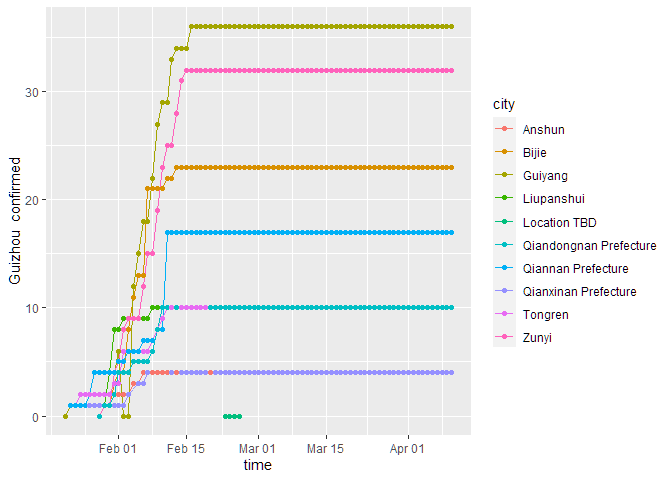 Guizhou confirmed
30
20
10
0
Feb 01
Feb 15
Mar 01
Mar 15
Apr 01
time
city
Anshun
Bijie
Guiyang
Liupanshui
Location TBD
Qiandongnan Prefecture
Qiannan Prefecture
Qianxinan Prefecture
Tongren
Zunyi